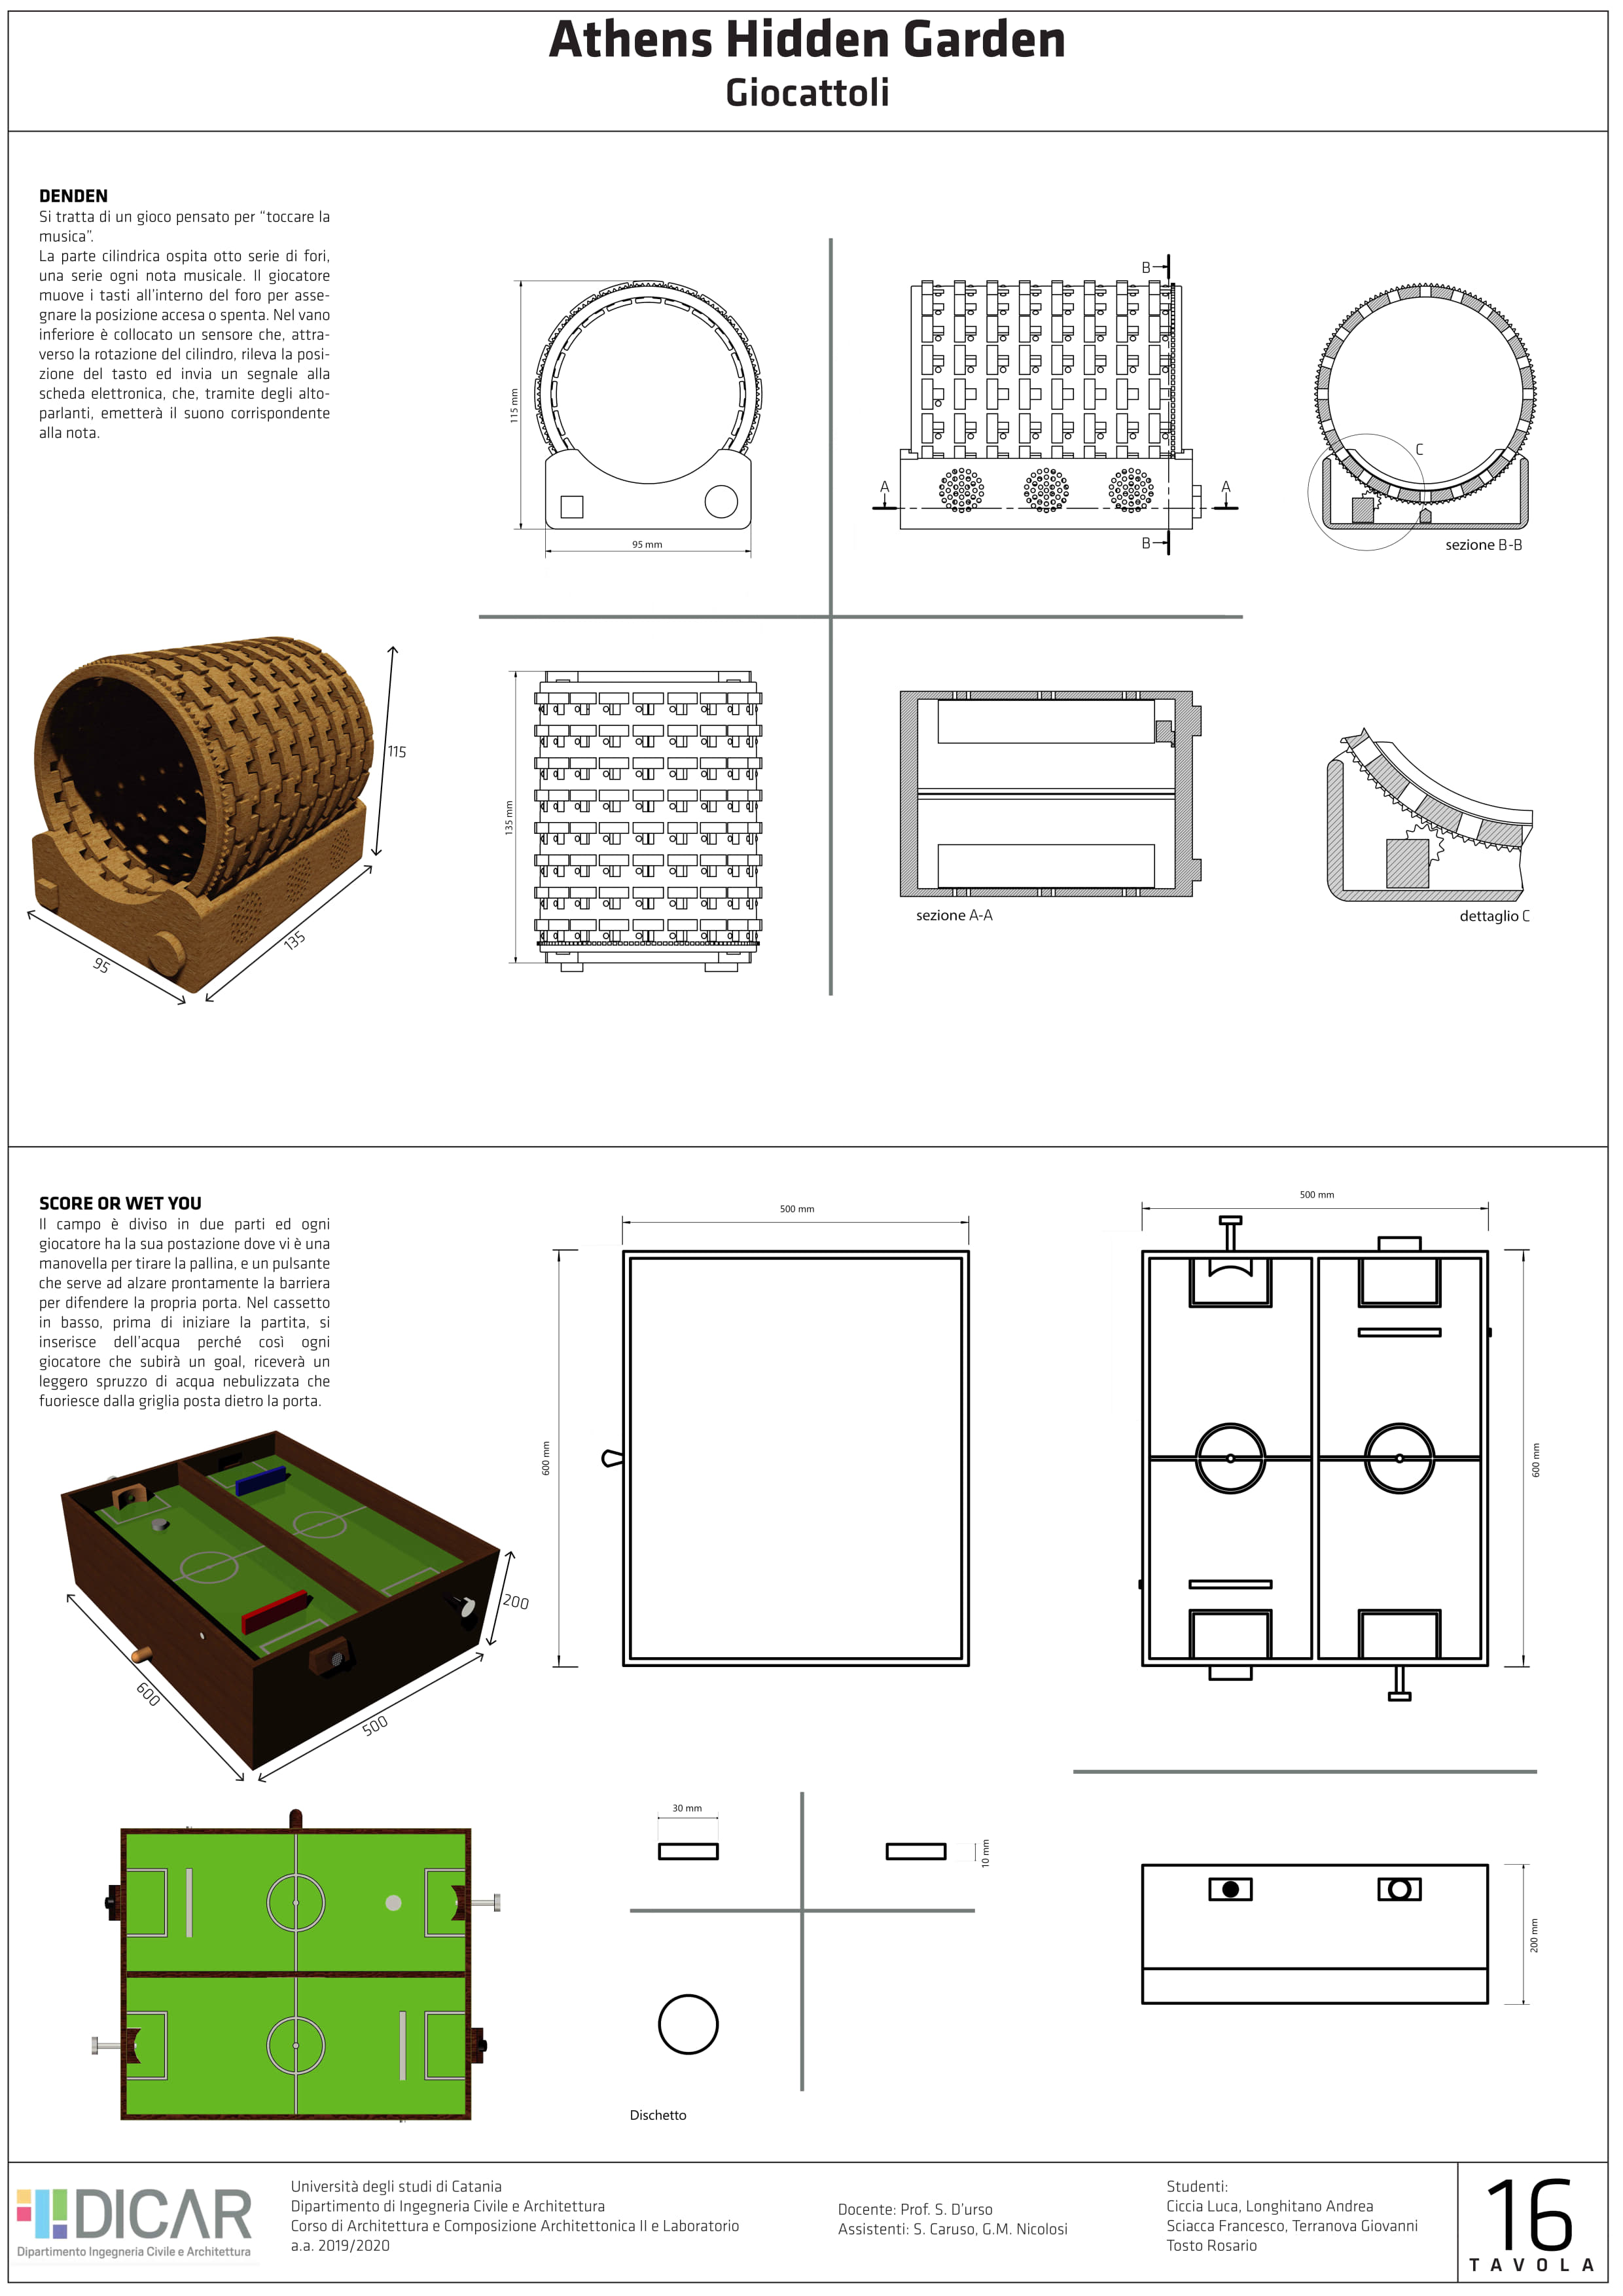 Athens Hidden Garden
Giocattoli
DENDEN
Si tratta di un gioco pensato per “toccare la
musica”.
La parte cilindrica ospita otto serie di fori,
una serie ogni nota musicale. Il giocatore
muove i tasti all’interno del foro per asse-
gnare la posizione accesa o spenta. Nel vano
inferiore è collocato un sensore che, attra-
verso la rotazione del cilindro, rileva la posi-
zione del tasto ed invia un segnale alla
scheda elettronica, che, tramite degli alto-
parlanti, emetterà il suono corrispondente
alla nota.
115 mm
95 mm
B
A
A
B
C
sezione B-B
115
135
95
135 mm
sezione A-A
dettaglio C
SCORE OR WET YOU
Il campo è diviso in due parti ed ogni
giocatore ha la sua postazione dove vi è una
manovella per tirare la pallina, e un pulsante
che serve ad alzare prontamente la barriera
per difendere la propria porta. Nel cassetto
in basso, prima di iniziare la partita, si
inserisce dell’acqua perché così ogni
giocatore che subirà un goal, riceverà un
leggero spruzzo di acqua nebulizzata che
fuoriesce dalla griglia posta dietro la porta.
500 mm
600 mm
500 mm
600 mm
200
600
500
30 mm
10 mm
200 mm
Dischetto
DICAR
Dipartimento Ingegneria Civile e Architettura
Università degli studi di Catania
Dipartimento di Ingegneria Civile e Architettura
Corso di Architettura e Composizione Architettonica II e Laboratorio
a.a. 2019/2020
Docente: Prof. S. D’urso
Assistenti: S. Caruso, G.M. Nicolosi
Studenti:
Ciccia Luca, Longhitano Andrea
Sciacca Francesco, Terranova Giovanni
Tosto Rosario
16
TAVOLA